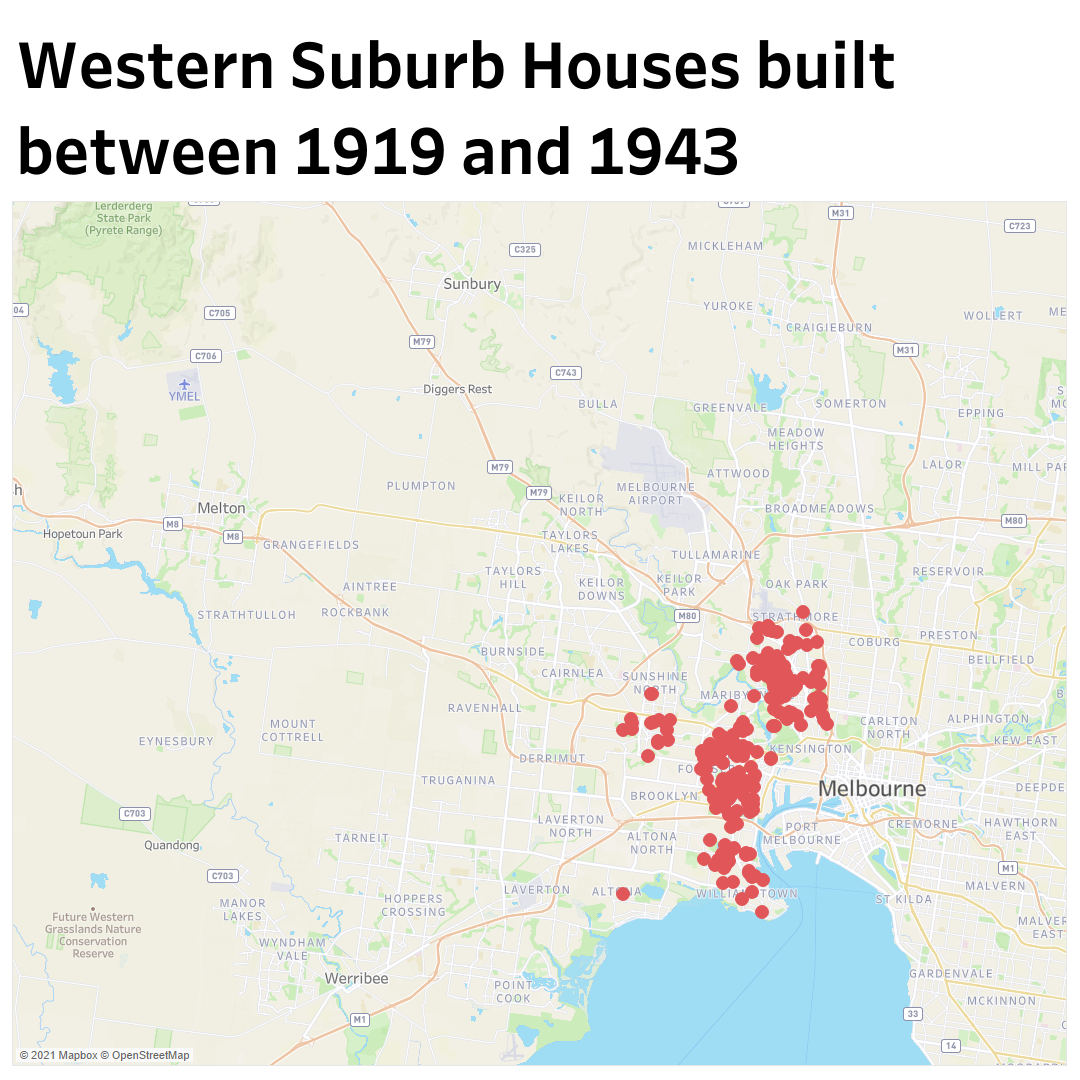 Western Suburb Houses built
between 1919 and 1943
Lerderderg
State Park
(Pyrete Range)
M31
C723
C325
MICKLEHAM
Sunbury
YUROKE
04
C705
WOLLERT
ME
CRAIGIEBURN
M79
M31
C706
C743
YMEL
Diggers Rest
BULLA
GREENVALE
SOMERTON
EPPING
MEADOW
HEIGHTS
M79
LALOR
MILL PAR
ATTWOOD
PLUMPTON
M79
MELBOURNE
AIRPORT
KEILOR
NORTH
h
Melton
BROADMEADOWS
M8
M80
Hopetoun Park
M8
GRANGEFIELDS
TAYLORS
LAKES
TULLAMARINE
TAYLORS
HILL
KEILOR
DOWNS
KEILOR
PARK
OAK PARK
RESERVOIR
AINTREE
STRATHTULLOH
ROCKBANK
M80
STRATHMORE
COBURG
PRESTON
BURNSIDE
BELLFIELD
CAIRNLEA
SUNSHINE
NORTH
MARIBY
RAVENHALL
MOUNT
COTTRELL
CARLTON
NORTH
ALPHINGTON
EYNESBURY
KEW EAST
KENSINGTON
DERRIMUT
TRUGANINA
BROOKLYN
Melbourne
DEEPDE
C703
LAVERTON
NORTH
CREMORNE
HAWTHORN
EAST
PORT
MELBOURNE
TARNEIT
ALTONA
NORTH
Quandong
M1
C703
MALVERN
LAVERTON
WILLIA
TOWN
ST KILDA
HOPPERS
CROSSING
MANOR
LAKES
Future Western
Grasslands Nature
Conservation
Reserve
MALVER
EAST
WYNDHAM
VALE
Werribee
GARDENVALE
POINT
COOK
MCKINNON
M1
33
14
© 2021 Mapbox © OpenStreetMap